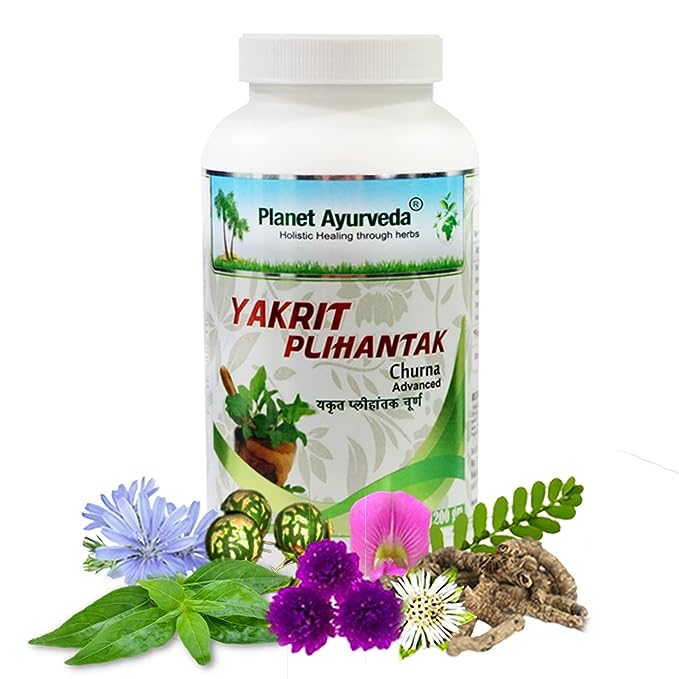 Planet Ayurveda®
Holistic Healing through herbs
YAKRIT
PLIHANTAK
Churna
Advanced
यकृत प्लीहांतक चूर्ण
200 gm